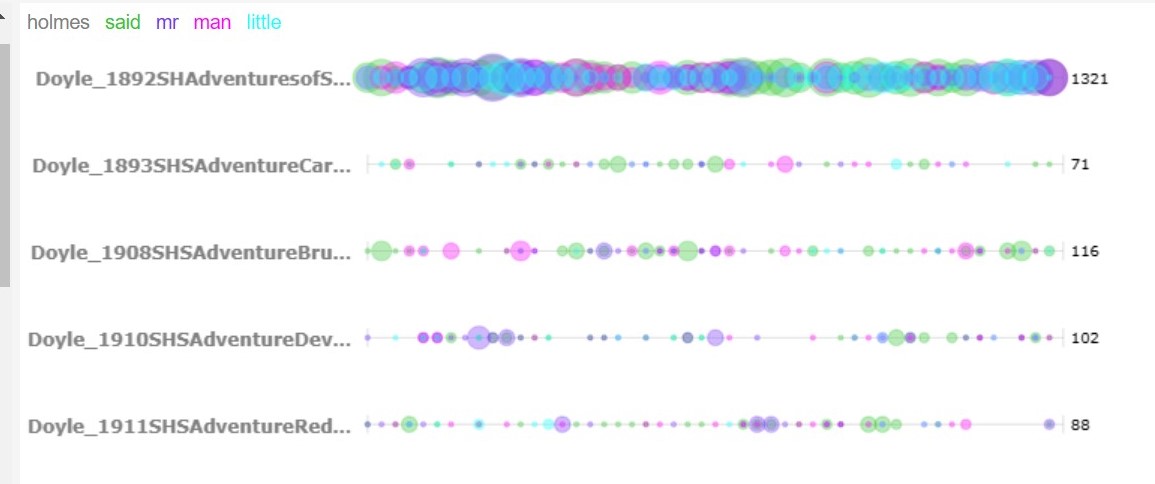 holmes said mr man little
Doyle_1892SHAdventuresofS... 1321
Doyle_1893SHSAdventureCar... 71
Doyle_1908SHSAdventureBru... 116
Doyle_1910SHSAdventureDev... 102
Doyle_1911SHSAdventureRed... 88